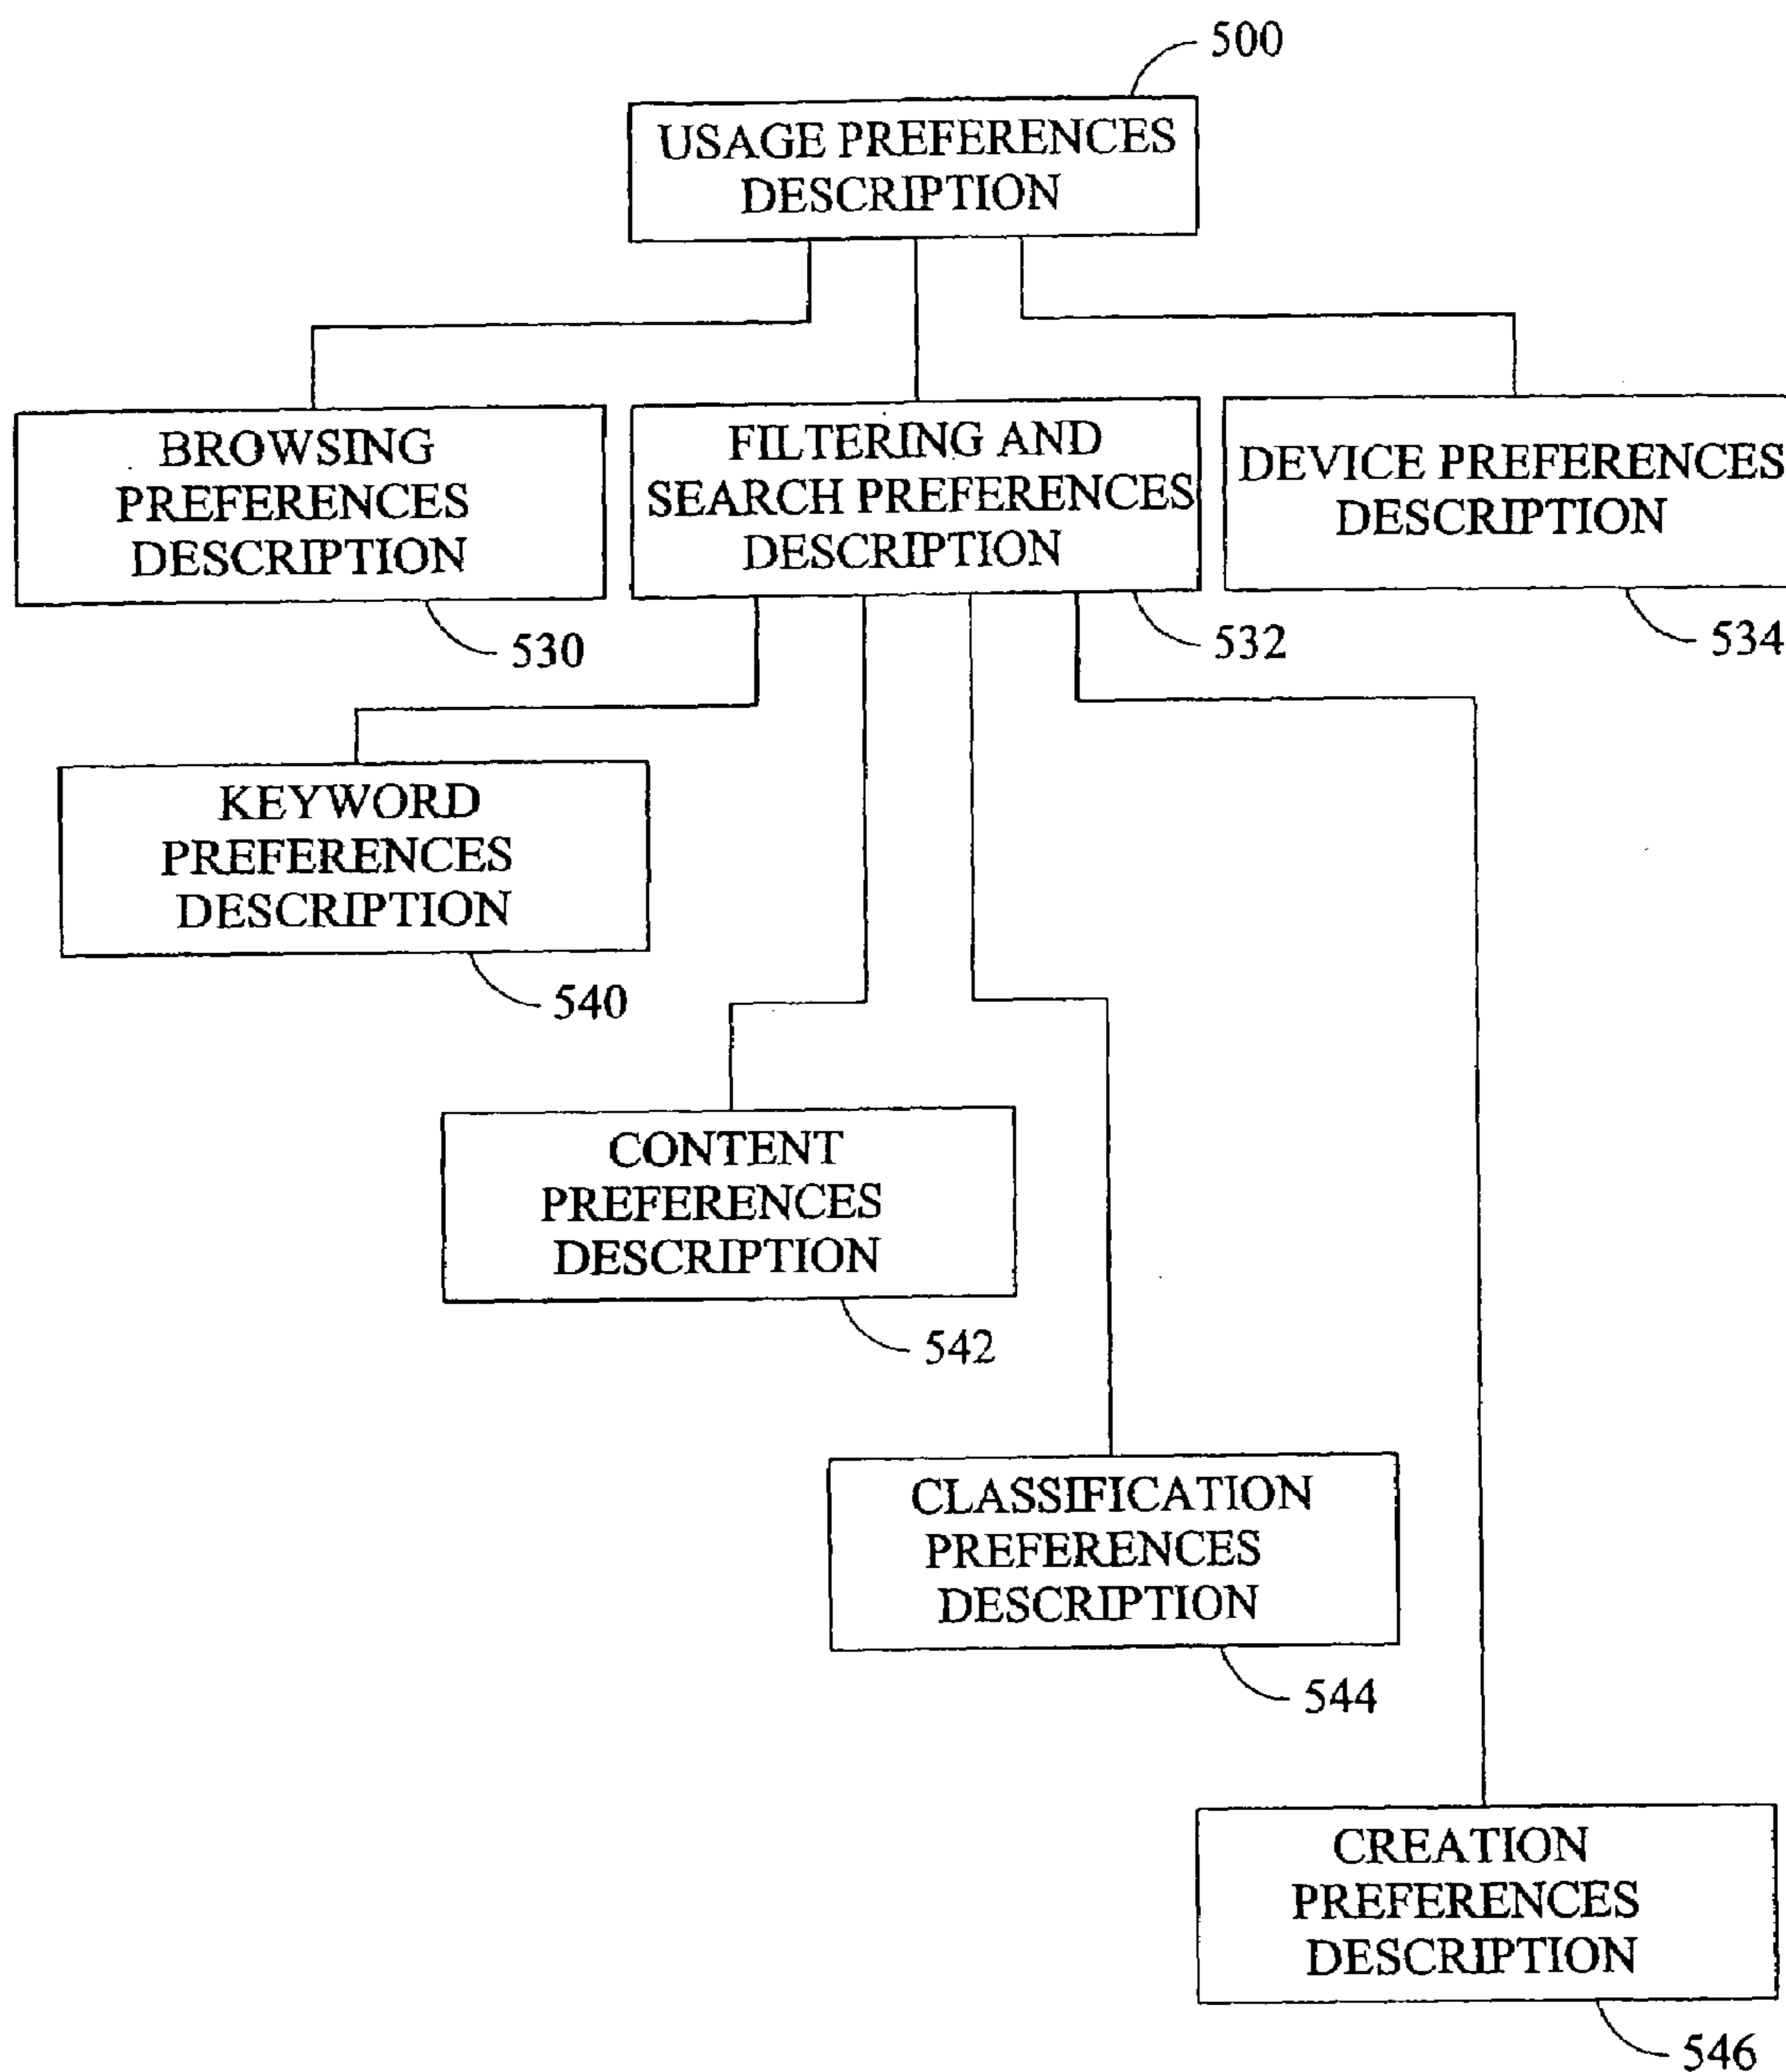 500
USAGE PREFERENCES
DESCRIPTION
BROWSING
PREFERENCES
DESCRIPTION
530
FILTERING AND
SEARCH PREFERENCES
DESCRIPTION
532
DEVICE PREFERENCES
DESCRIPTION
534
KEYWORD
PREFERENCES
DESCRIPTION
540
CONTENT
PREFERENCES
DESCRIPTION
542
CLASSIFICATION
PREFERENCES
DESCRIPTION
544
CREATION
PREFERENCES
DESCRIPTION
546